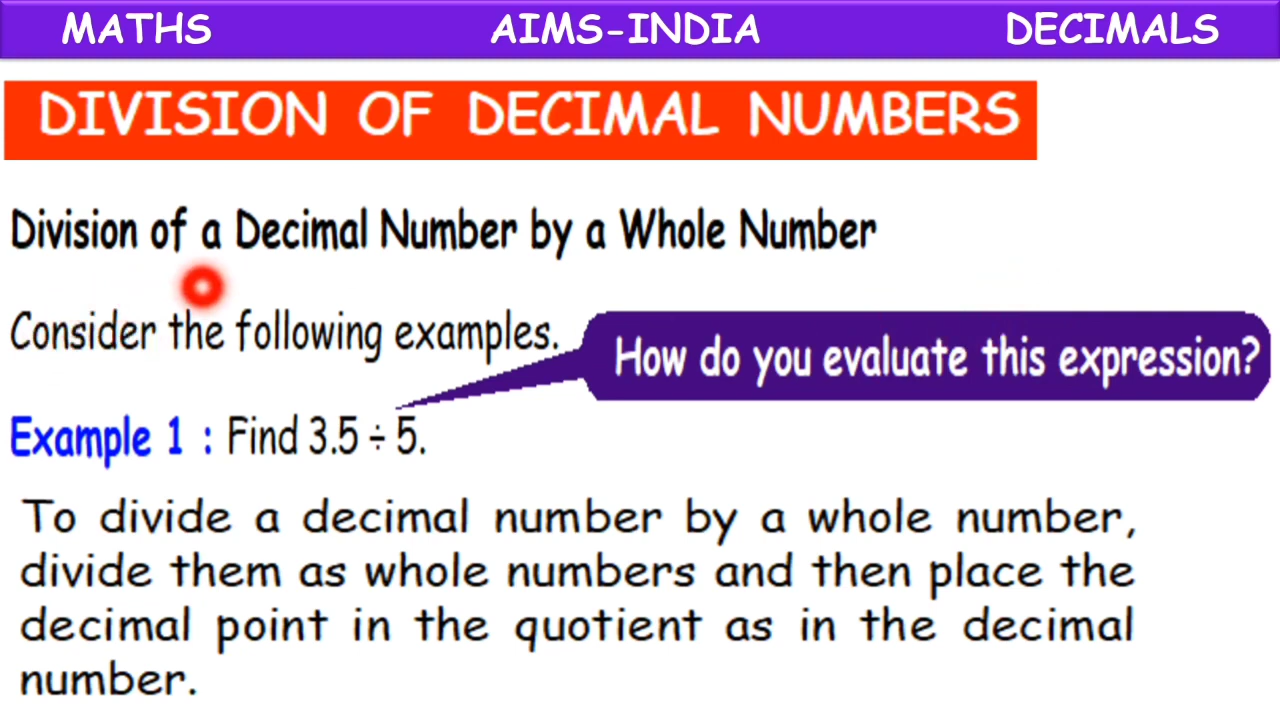 MATHS AIMS-INDIA DECIMALS
DIVISION OF DECIMAL NUMBERS
Division of a Decimal Number by a Whole Number
Consider the following examples.
How do you evaluate this expression?
Example 1 : Find 3.5 ÷ 5.
To divide a decimal number by a whole number,
divide them as whole numbers and then place the
decimal point in the quotient as in the decimal
number.